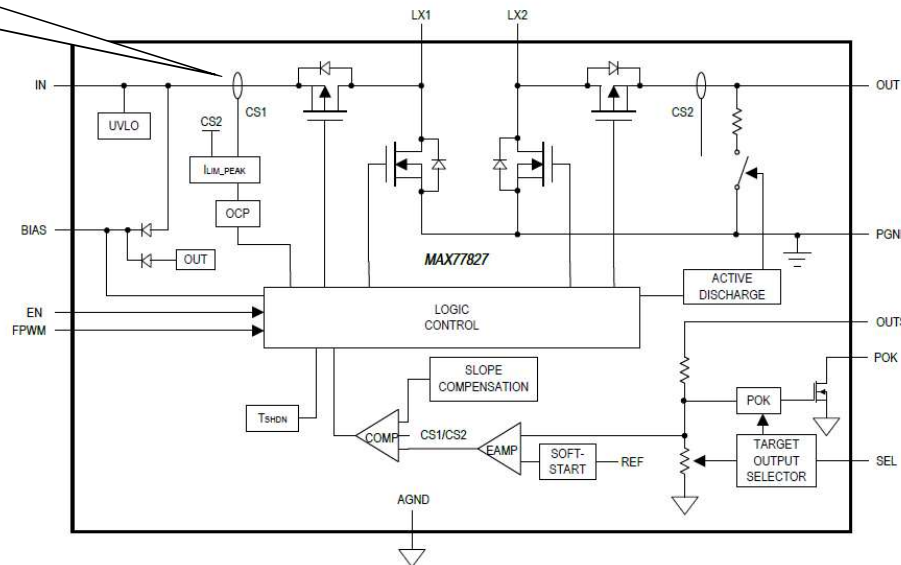 LX1
LX2
IN
OUT
UVLO
CS2
CS1
CS2
ILIM_PEAK
OCP
BIAS
OUT
PGN
MAX77827
ACTIVE
DISCHARGE
LOGIC
CONTROL
EN
FPWM
OUTS
POK
SLOPE
COMPENSATION
TSHDN
COMP
CS1/CS2
EAMP
SOFT-
START
REF
POK
TARGET
OUTPUT
SELECTOR
SEL
AGND